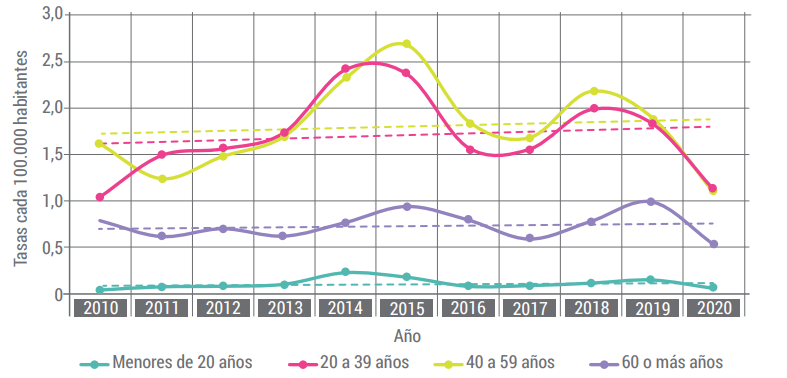 Tasas cada 100.000 habitantes
3,0
2,5
2,0
1,5
1,0
0,5
0
2010 2011 2012 2013 2014 2015 2016 2017 2018 2019 2020
Año
Menores de 20 años 20 a 39 años 40 a 59 años 60 o más años